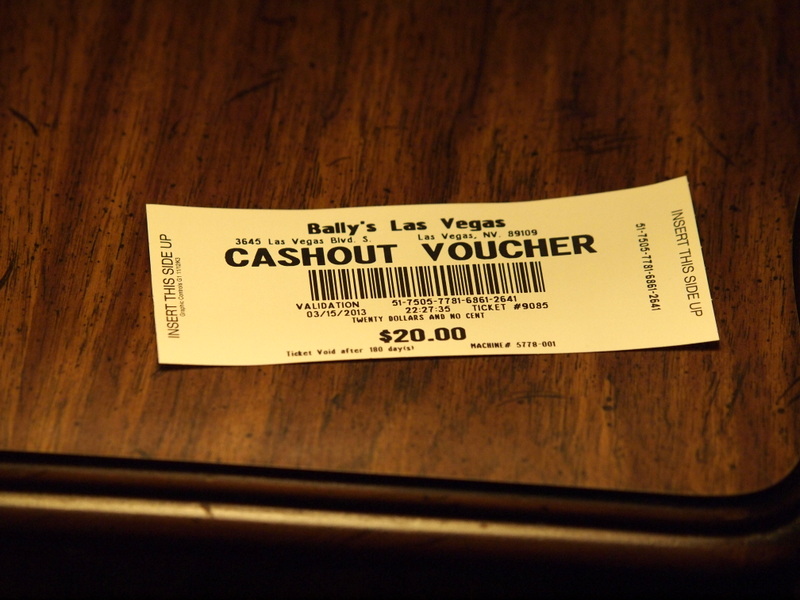 Bally's Las Vegas
3645 Las Vegas Blvd. S. Las Vegas, NV. 89109
CASHOUT VOUCHER
VALIDATION 51-7505-7781-6861-2641
03/15/2013 22:27:35 TICKET #9085
TWENTY DOLLARS AND NO CENT
$20.00
Ticket Void after 180 day(s) MACHINE# 5778-001
INSERT THIS SIDE UP
51-7505-7781-6861-2641
INSERT THIS SIDE UP